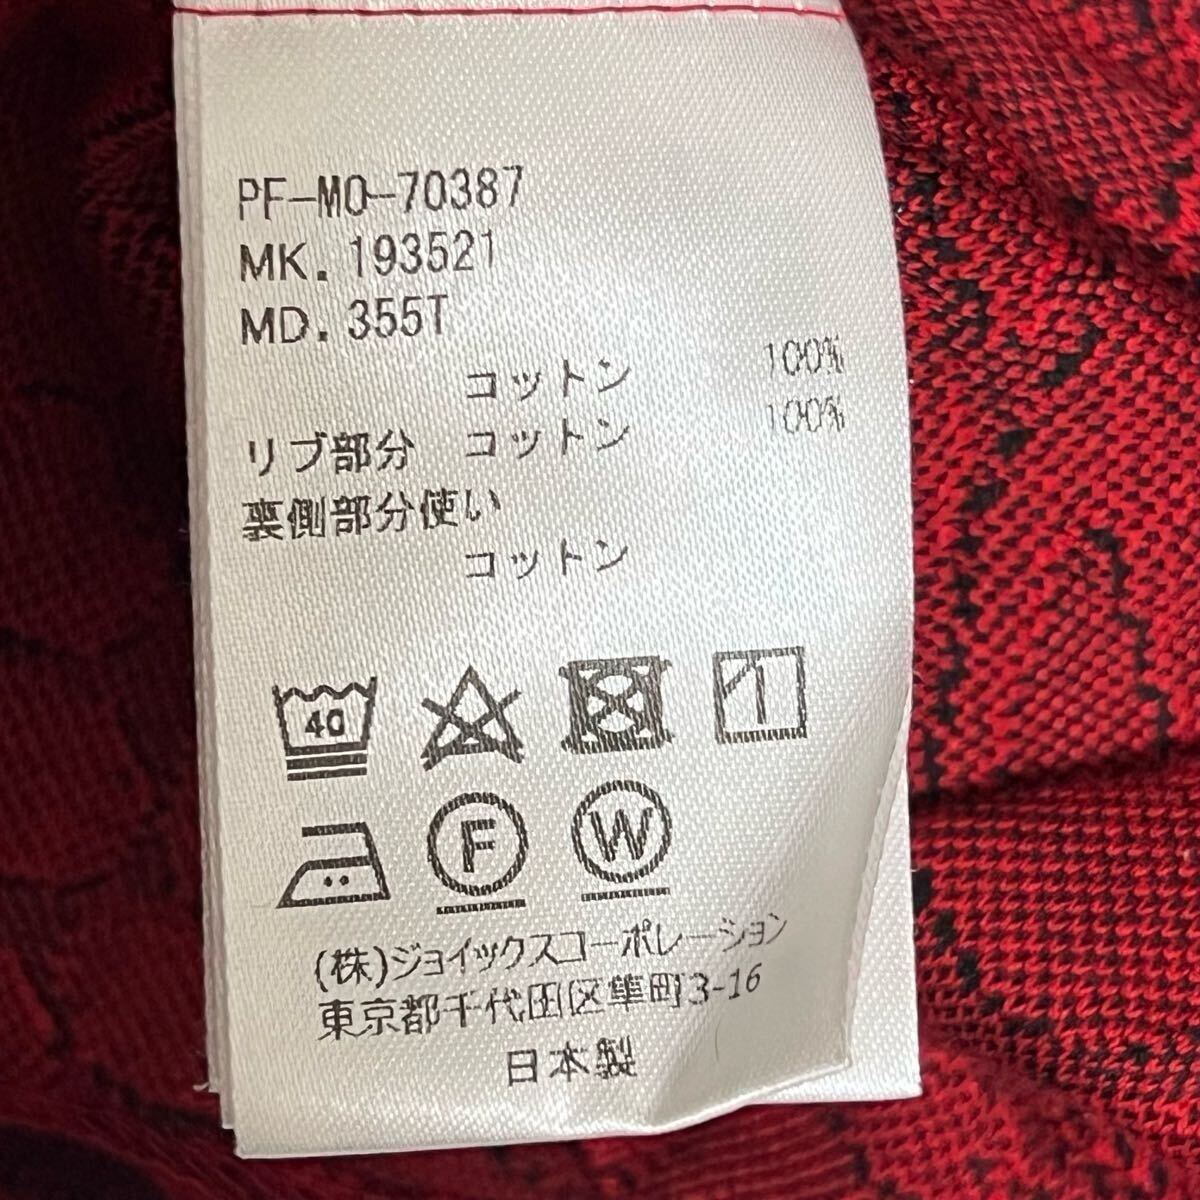 PF-MO-70387
MK. 193521
MD. 355T
コットン 100%
リブ部分 コットン 100%
裏側部分使い
コットン
40
F
W
(株)ジョイックスコーポレーション
東京都千代田区隼町3-16
日本製